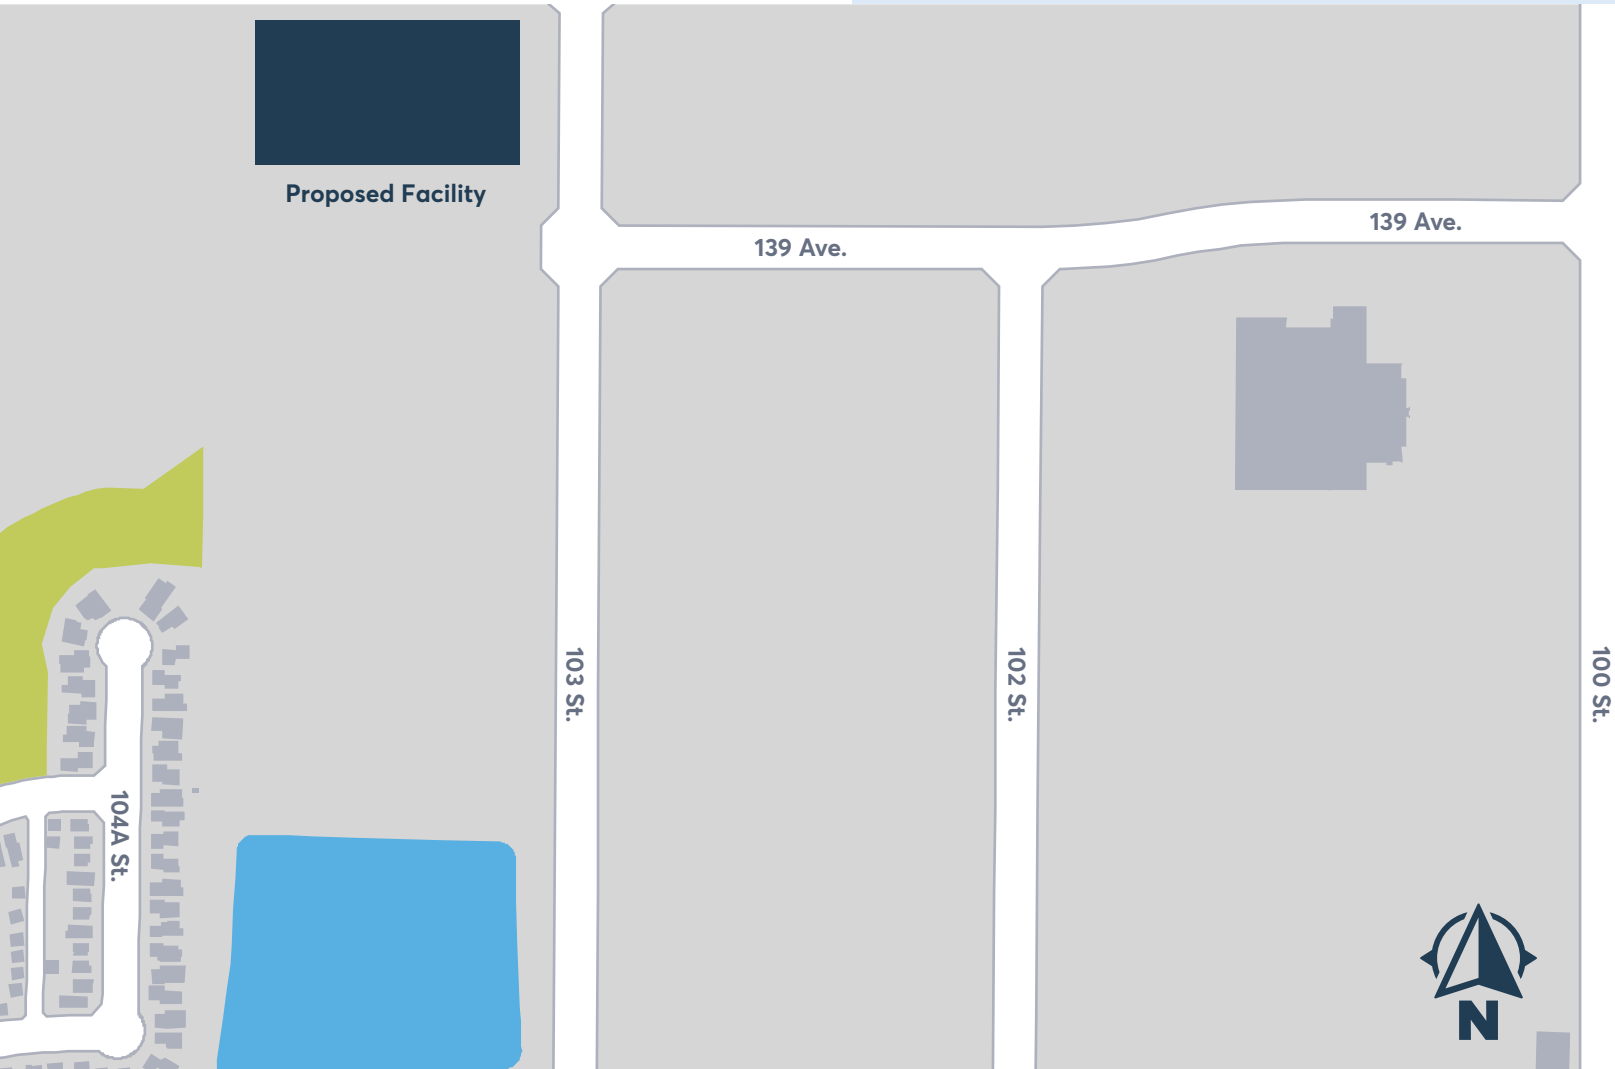 Proposed Facility
139 Ave.
139 Ave.
103 St.
102 St.
100 St.
104A St.
N